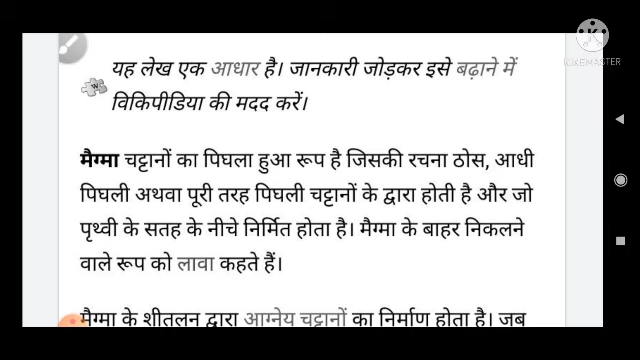 KINEMASTER
यह लेख एक आधार है। जानकारी जोड़कर इसे बढ़ाने में
विकिपीडिया की मदद करें।
मैग्मा चट्टानों का पिघला हुआ रूप है जिसकी रचना ठोस, आधी
पिघली अथवा पूरी तरह पिघली चट्टानों के द्वारा होती है और जो
पृथ्वी के सतह के नीचे निर्मित होता है। मैग्मा के बाहर निकलने
वाले रूप को लावा कहते हैं।
मैग्मा के शीतलन द्वारा आग्नेय चट्टानों का निर्माण होता है। जब